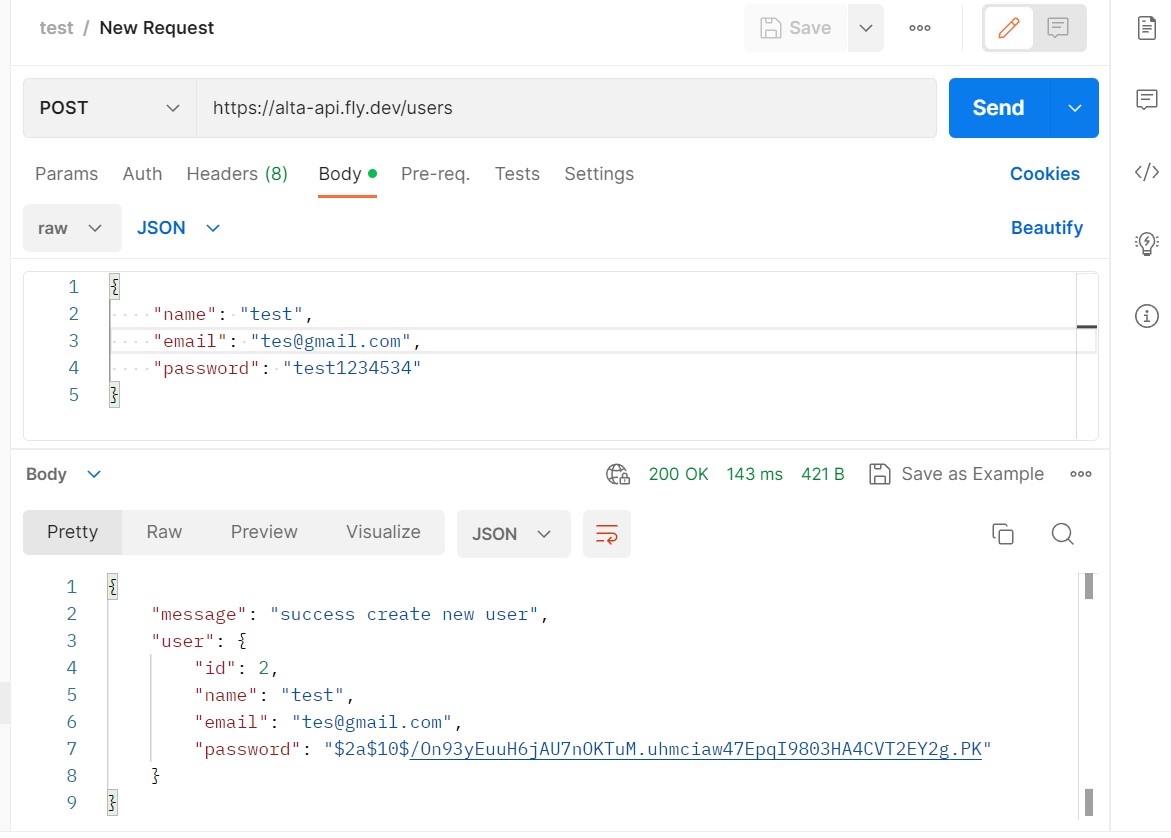 test / New Request
Save
POST https://alta-api.fly.dev/users Send
Params Auth Headers (8) Body Pre-req. Tests Settings Cookies
raw JSON Beautify
1 {
2 "name": "test",
3 "email": "tes@gmail.com",
4 "password": "test1234534"
5 }
Body 200 OK 143 ms 421 B Save as Example
Pretty Raw Preview Visualize JSON
1 {
2 "message": "success create new user",
3 "user": {
4 "id": 2,
5 "name": "test",
6 "email": "tes@gmail.com",
7 "password": "$2a$10$/On93yEuuH6jAU7nOKTuM.uhmciaw47EpqI9803HA4CVT2EY2g.PK"
8 }
9 }